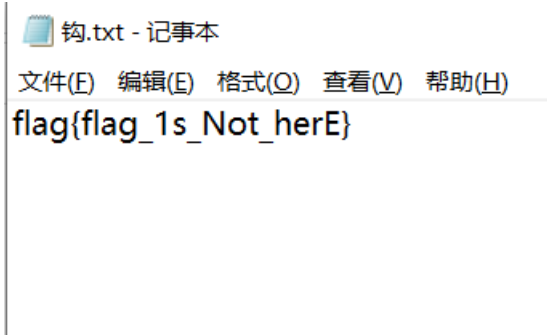 钩.txt - 记事本
文件(F) 编辑(E) 格式(O) 查看(V) 帮助(H)
flag{flag_1s_Not_herE}